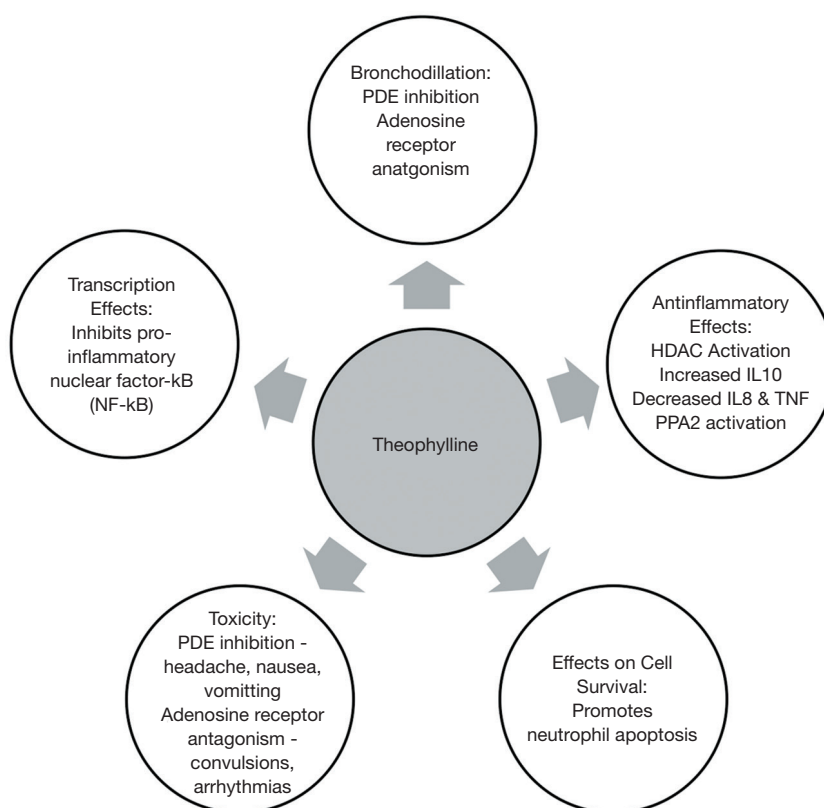 Bronchodillation:
PDE inhibition
Adenosine
receptor
anatgonism
Transcription
Effects:
Inhibits pro-
inflammatory
nuclear factor-kB
(NF-kB)
Antinflammatory
Effects:
HDAC Activation
Increased IL10
Decreased IL8 & TNF
PPA2 activation
Theophylline
Toxicity:
PDE inhibition -
headache, nausea,
vomitting
Adenosine receptor
antagonism -
convulsions,
arrhythmias
Effects on Cell
Survival:
Promotes
neutrophil apoptosis